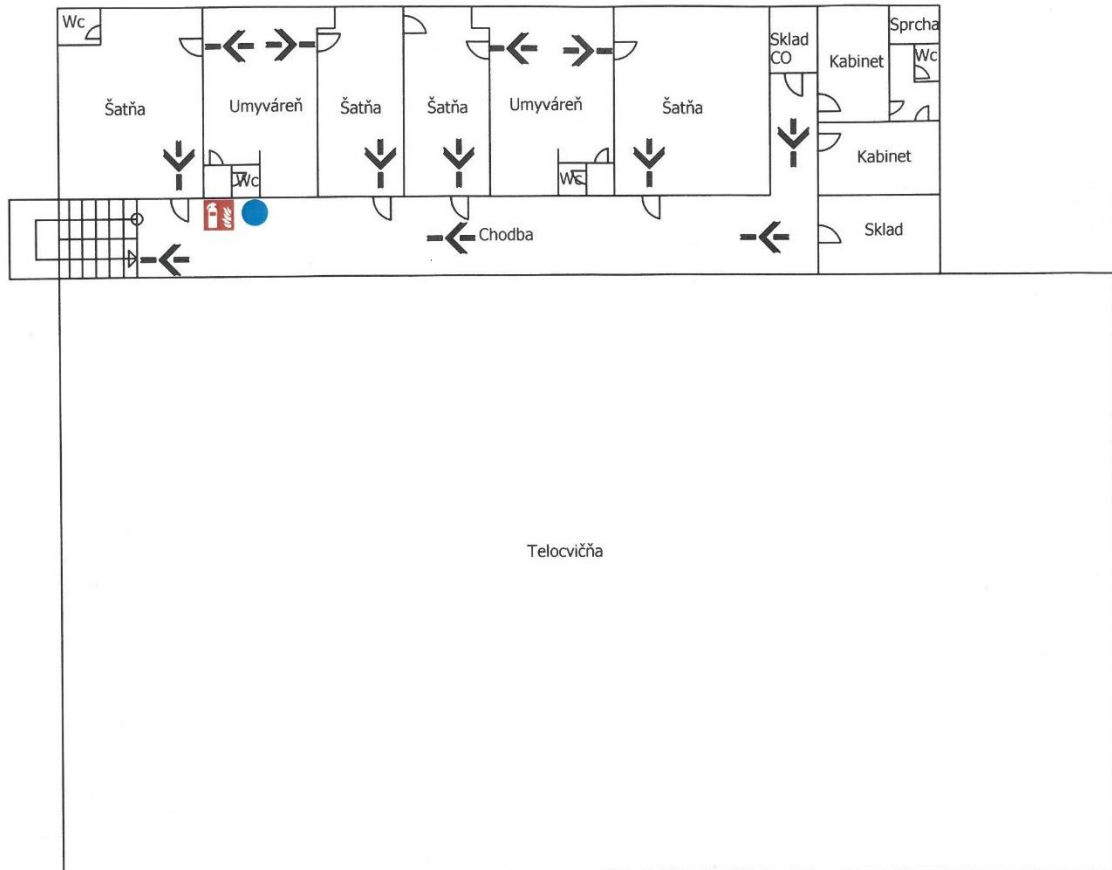 Wc
Sprcha
Sklad
CO
Kabinet
Wc
Šatňa
Umyváreň
Šatňa
Šatňa
Umyváreň
Šatňa
Kabinet
Wc
Wc
Chodba
Sklad
Telocvičňa